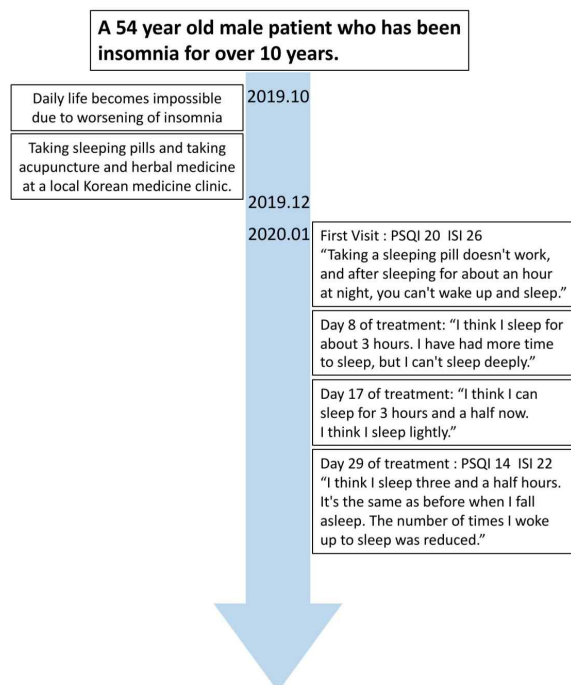 A 54 year old male patient who has been
insomnia for over 10 years.
2019.10
Daily life becomes impossible
due to worsening of insomnia
Taking sleeping pills and taking
acupuncture and herbal medicine
at a local Korean medicine clinic.
2019.12
2020.01
First Visit : PSQI 20 ISI 26
“Taking a sleeping pill doesn't work,
and after sleeping for about an hour
at night, you can't wake up and sleep.”
Day 8 of treatment: “I think I sleep for
about 3 hours. I have had more time
to sleep, but I can't sleep deeply.”
Day 17 of treatment: “I think I can
sleep for 3 hours and a half now.
I think I sleep lightly.”
Day 29 of treatment : PSQI 14 ISI 22
“I think I sleep three and a half hours.
It's the same as before when I fall
asleep. The number of times I woke
up to sleep was reduced.”